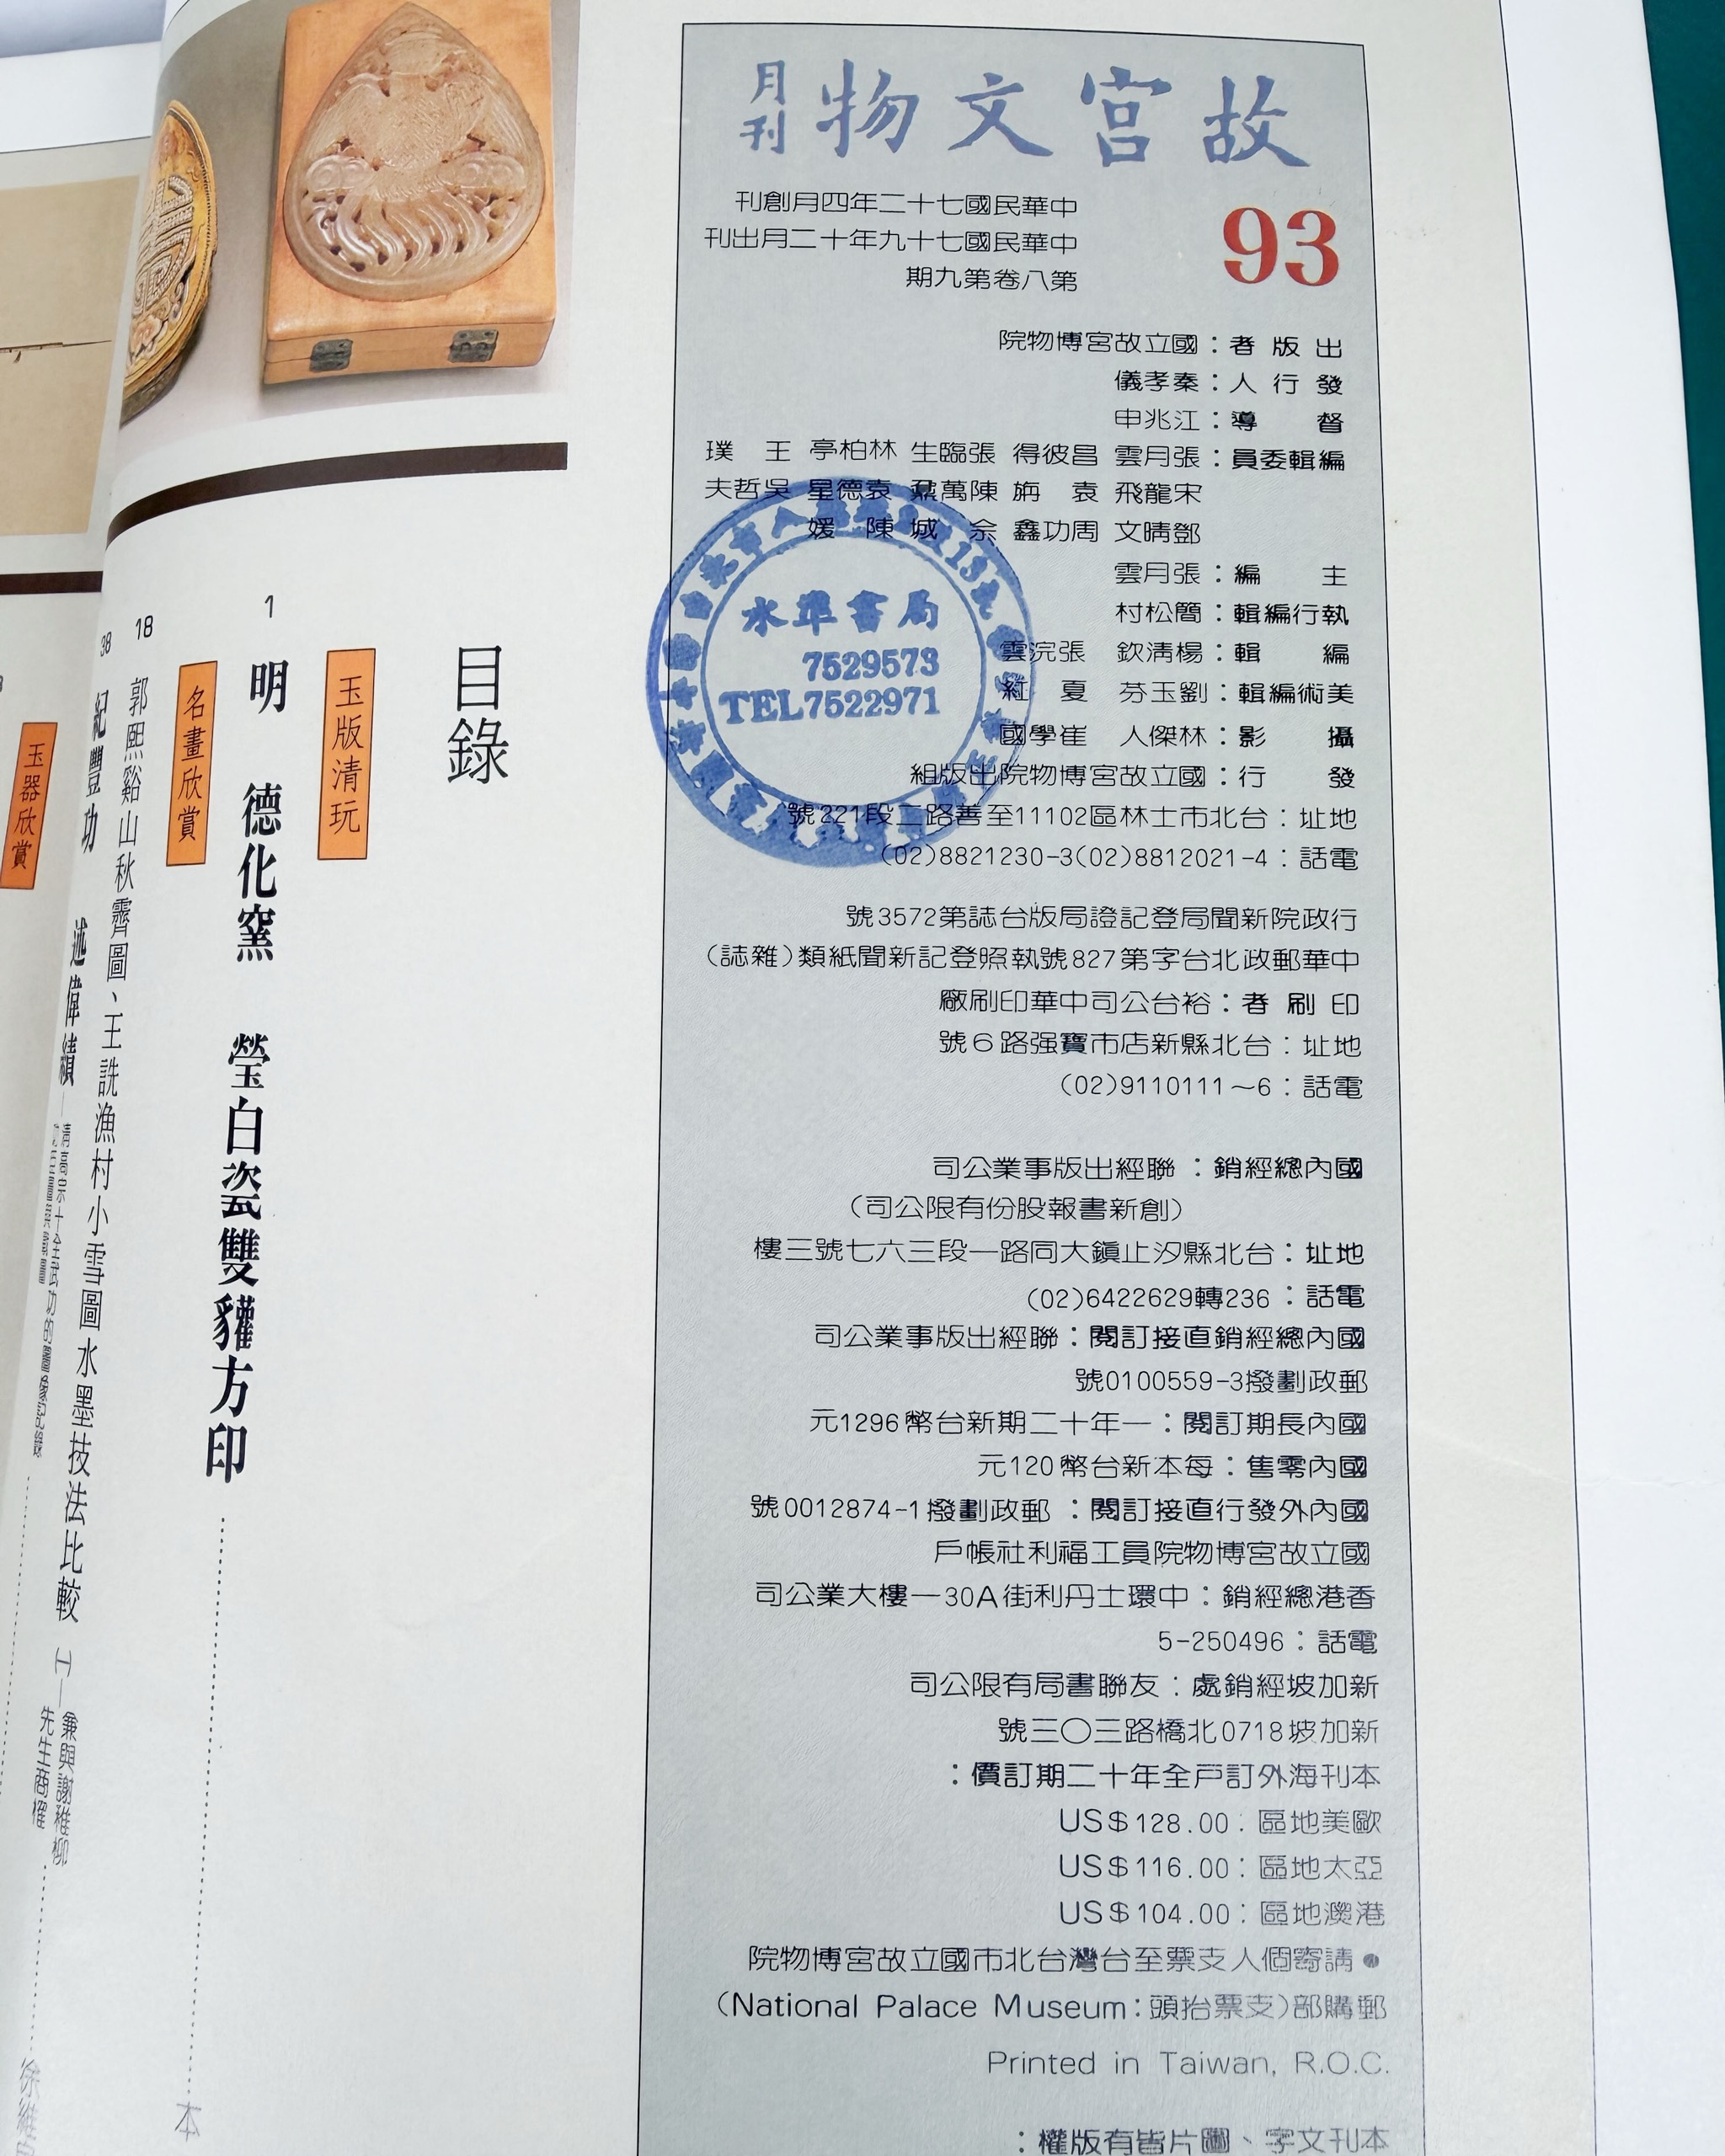 故宮文物
月刊
93
中華民國七十二年四月創刊
中華民國七十九年十二月出刊
第八卷第九期
出版者：國立故宮博物院
發行人：秦孝儀
督導：江兆申
編輯委員：張月雲 昌彼得 張臨生 林柏亭 王璞
宋龍飛 袁旃 陳萬鼐 袁德星 吳哲夫
鄧晴文 周功鑫 佘城 陳媛
主編：張月雲
執行編輯：簡松村
編輯：楊清欽 張浣雲
美術編輯：劉玉芬 夏紅
攝影：林傑人 崔學國
發行：國立故宮博物院出版組
地址：台北市士林區11102至善路二段221號
電話：(02)8812021-4(02)8821230-3
行政院新聞局登記證局版台誌第3572號
中華郵政北台字第827號執照登記新聞紙類(雜誌)
印刷者：裕台公司中華印刷廠
地址：台北縣新店市寶强路6號
電話：(02)9110111～6
國內總經銷：聯經出版事業公司
(創新書報股份有限公司)
地址：台北縣汐止鎮大同路一段三六七號三樓
電話：(02)6422629轉236
國內總經銷直接訂閱：聯經出版事業公司
郵政劃撥0100559-3號
國內長期訂閱：一年十二期新台幣1296元
國內零售：每本新台幣120元
國內外發行直接訂閱：郵政劃撥0012874-1號
國立故宮博物院員工福利社帳戶
香港總經銷：中環士丹利街30A一樓大業公司
電話：5-250496
新加坡經銷處：友聯書局有限公司
新加坡0718北橋路三〇三號
本刊海外訂戶全年十二期訂價：
歐美地區：US$128.00
亞太地區：US$116.00
港澳地區：US$104.00
●請寄個人支票至台灣台北市國立故宮博物院
郵購部(支票抬頭：National Palace Museum)
Printed in Taiwan, R.O.C.
本刊文字、圖片皆有版權：
水準書局
7529573
TEL7522971
目錄
玉版清玩
1
明 德化窯 瑩白瓷雙貛方印
本
名畫欣賞
18
郭熙谿山秋霽圖、王詵漁村小雪圖水墨技法比較 (一)—兼與謝稚柳
先生商榷
38
紀豐功 述偉績—清高宗十全武功的圖像記錄
玉器欣賞